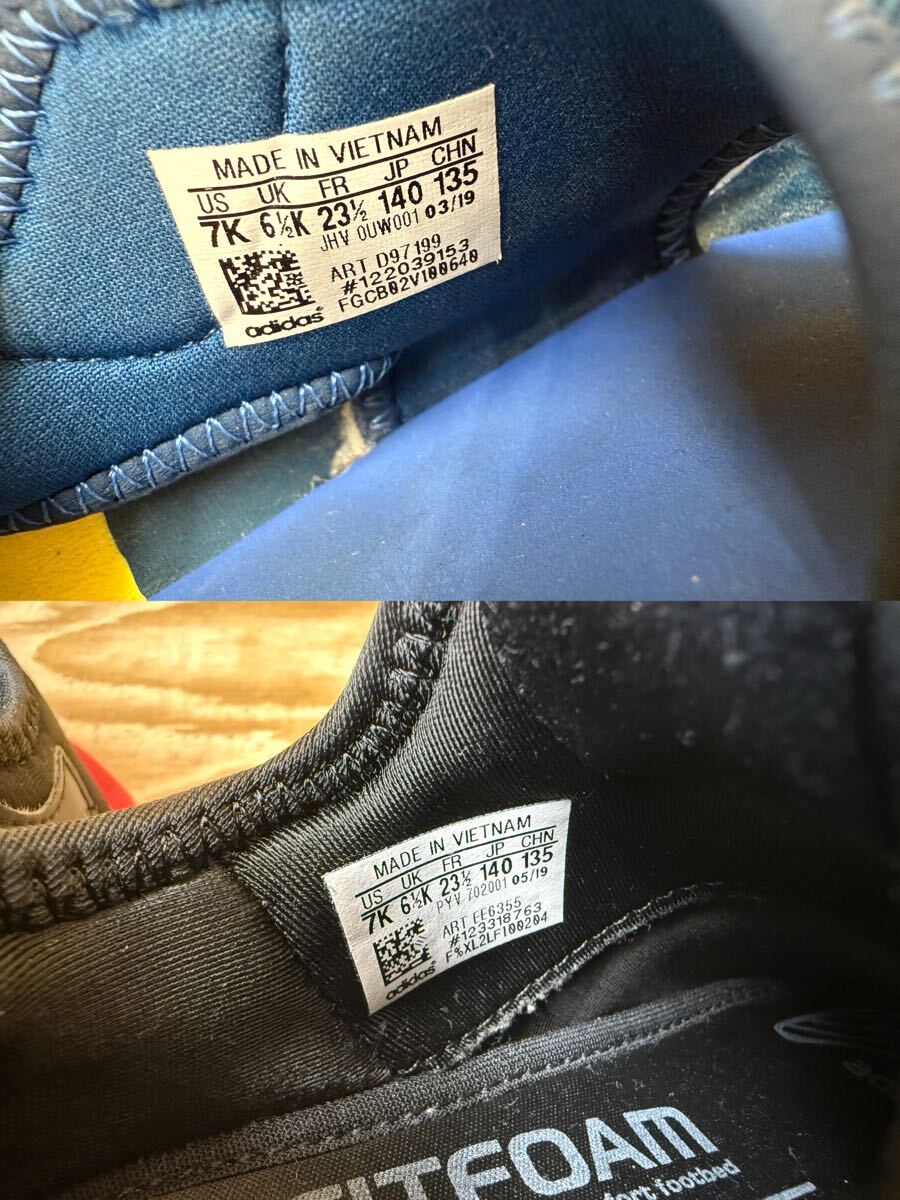 MADE IN VIETNAM
US UK FR JP CHN
7K 6½K 23½ 140 135
JHV 0UW001 03/19
ART D97199
#122039153
FGCB02V100640
adidas
MADE IN VIETNAM
US UK FR JP CHN
7K 6½K 23½ 140 135
PYV 702001 05/19
ART EE6355
#123318763
F%XL2LF100204
adidas
FITFOAM
footbed